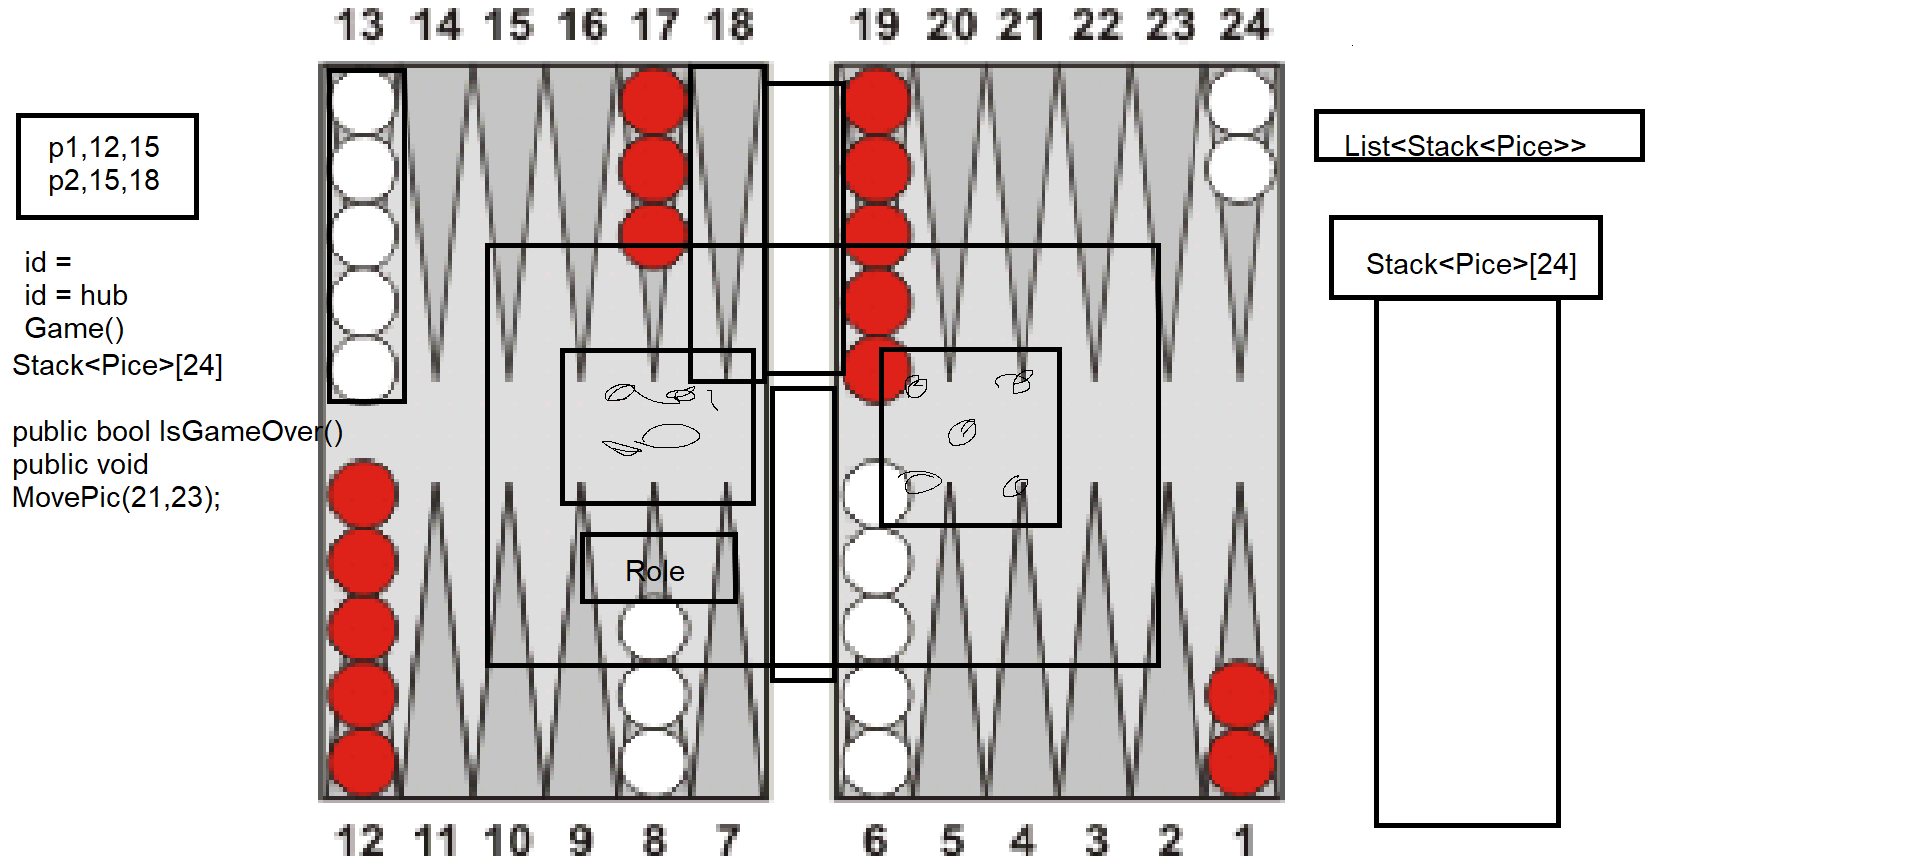 13 14 15 16 17 18 19 20 21 22 23 24
p1,12,15
p2,15,18
List<Stack<Pice>>
Stack<Pice>[24]
id =
id = hub
Game()
Stack<Pice>[24]
public bool IsGameOver()
public void
MovePic(21,23);
Role
12 11 10 9 8 7 6 5 4 3 2 1